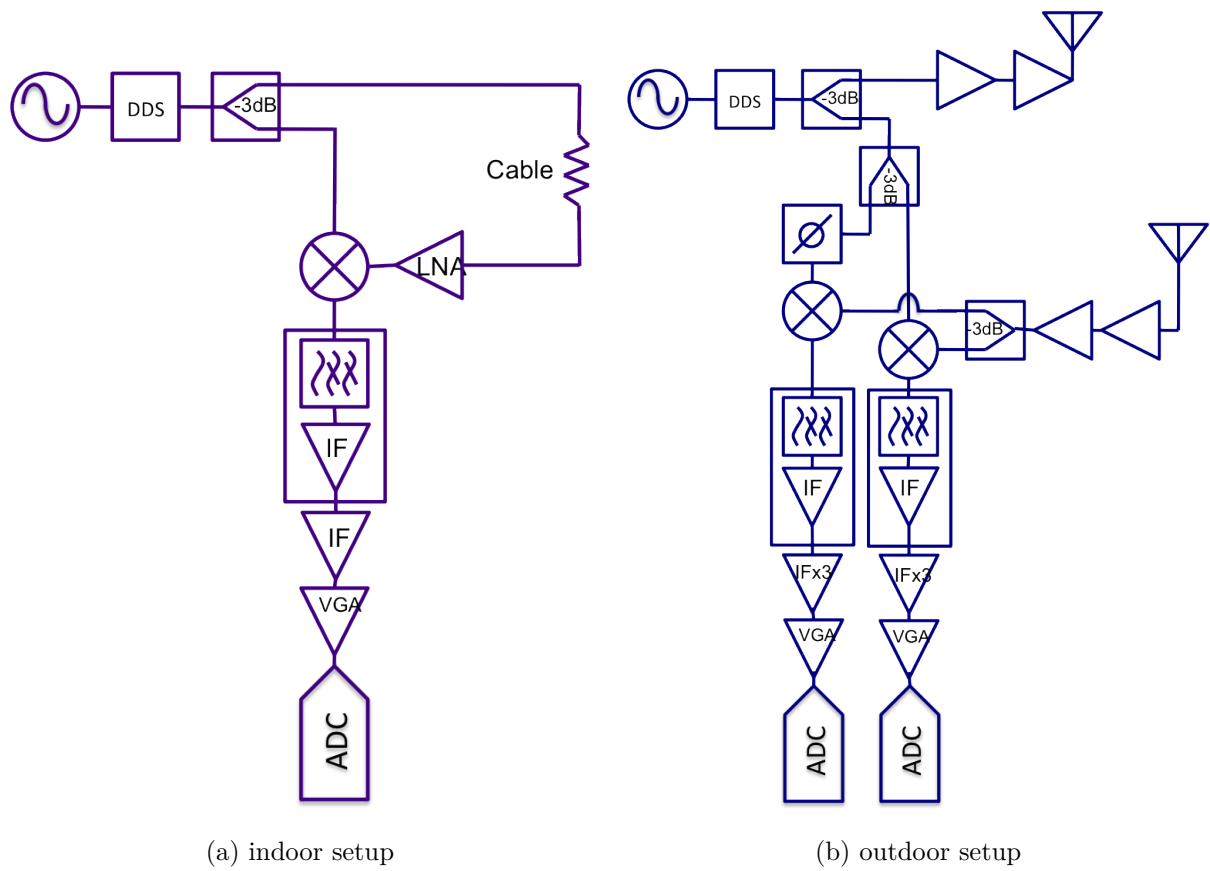 DDS
-3dB
Cable
LNA
IF
IF
VGA
ADC
(a) indoor setup
DDS
-3dB
-3dB
-3dB
IF
IF
IFx3
IFx3
VGA
VGA
ADC
ADC
(b) outdoor setup